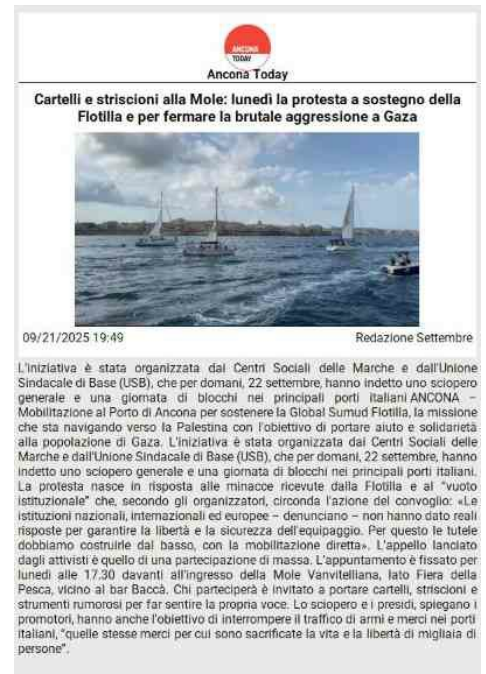 ANCONA
TODAY
Ancona Today
Cartelli e striscioni alla Mole: lunedì la protesta a sostegno della
Flotilla e per fermare la brutale aggressione a Gaza
09/21/2025 19:49
Redazione Settembre
L'iniziativa è stata organizzata dai Centri Sociali delle Marche e dall'Unione
Sindacale di Base (USB), che per domani, 22 settembre, hanno indetto uno sciopero
generale e una giornata di blocchi nei principali porti italiani ANCONA –
Mobilitazione al Porto di Ancona per sostenere la Global Sumud Flotilla, la missione
che sta navigando verso la Palestina con l'obiettivo di portare aiuto e solidarietà
alla popolazione di Gaza. L'iniziativa è stata organizzata dai Centri Sociali delle
Marche e dall'Unione Sindacale di Base (USB), che per domani, 22 settembre, hanno
indetto uno sciopero generale e una giornata di blocchi nei principali porti italiani.
La protesta nasce in risposta alle minacce ricevute dalla Flotilla e al "vuoto
istituzionale" che, secondo gli organizzatori, circonda l'azione del convoglio: «Le
istituzioni nazionali, internazionali ed europee – denunciano – non hanno dato reali
risposte per garantire la libertà e la sicurezza dell'equipaggio. Per questo le tutele
dobbiamo costruirle dal basso, con la mobilitazione diretta». L'appello lanciato
dagli attivisti è quello di una partecipazione di massa. L'appuntamento è fissato per
lunedì alle 17.30 davanti all'ingresso della Mole Vanvitelliana, lato Fiera della
Pesca, vicino al bar Baccà. Chi parteciperà è invitato a portare cartelli, striscioni e
strumenti rumorosi per far sentire la propria voce. Lo sciopero e i presidi, spiegano i
promotori, hanno anche l'obiettivo di interrompere il traffico di armi e merci nei porti
italiani, "quelle stesse merci per cui sono sacrificate la vita e la libertà di migliaia di
persone".